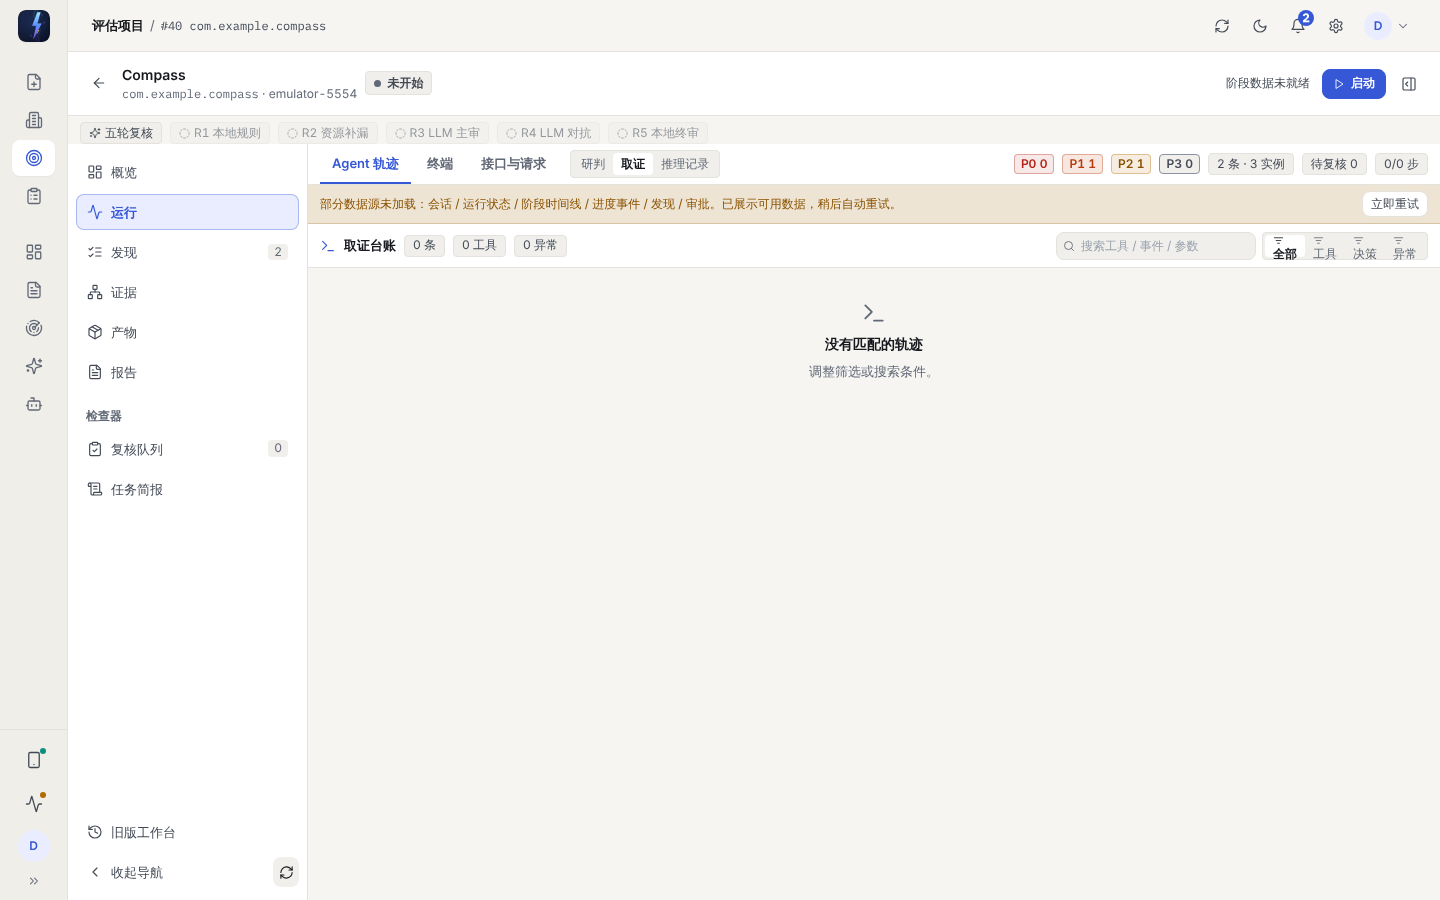 评估项目 / #40 com.example.compass
2
D
Compass
com.example.compass · emulator-5554
未开始
阶段数据未就绪
启动
五轮复核
R1 本地规则
R2 资源补漏
R3 LLM 主审
R4 LLM 对抗
R5 本地终审
概览
运行
发现 2
证据
产物
报告
检查器
复核队列 0
任务简报
旧版工作台
收起导航
D
Agent 轨迹
终端
接口与请求
研判
取证
推理记录
P0 0
P1 1
P2 1
P3 0
2 条 · 3 实例
待复核 0
0/0 步
部分数据源未加载：会话 / 运行状态 / 阶段时间线 / 进度事件 / 发现 / 审批。已展示可用数据，稍后自动重试。
立即重试
取证台账
0 条
0 工具
0 异常
搜索工具 / 事件 / 参数
全部
工具
决策
异常
没有匹配的轨迹
调整筛选或搜索条件。